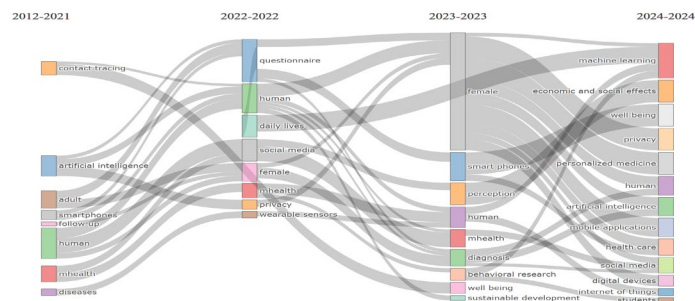 2012-2021
2022-2022
2023-2023
2024-2024
contact tracing
artificial intelligence
adult
smartphones
follow-up
human
mhealth
diseases
questionnaire
human
daily lives
social media
female
mhealth
privacy
wearable sensors
female
smart phones
perception
human
mhealth
diagnosis
behavioral research
well being
sustainable development
machine learning
economic and social effects
well being
privacy
personalized medicine
human
artificial intelligence
mobile applications
health care
social media
digital devices
internet of things
students